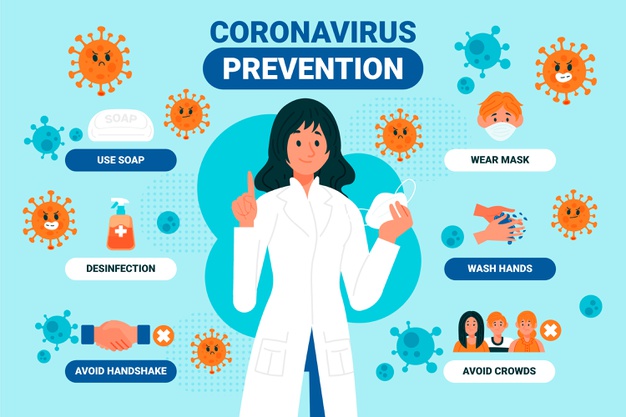 CORONAVIRUS
PREVENTION
SOAP
USE SOAP
WEAR MASK
DESINFECTION
WASH HANDS
AVOID HANDSHAKE
AVOID CROWDS